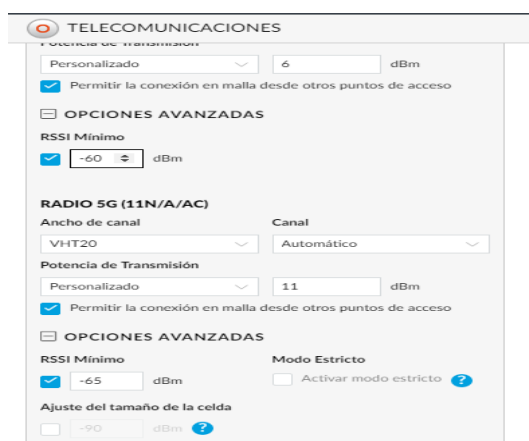 TELECOMUNICACIONES
Potencia de Transmisión
Personalizado 6 dBm
Permitir la conexión en malla desde otros puntos de acceso
OPCIONES AVANZADAS
RSSI Mínimo
-60 dBm
RADIO 5G (11N/A/AC)
Ancho de canal Canal
VHT20 Automático
Potencia de Transmisión
Personalizado 11 dBm
Permitir la conexión en malla desde otros puntos de acceso
OPCIONES AVANZADAS
RSSI Mínimo Modo Estricto
-65 dBm Activar modo estricto ?
Ajuste del tamaño de la celda
-90 dBm ?